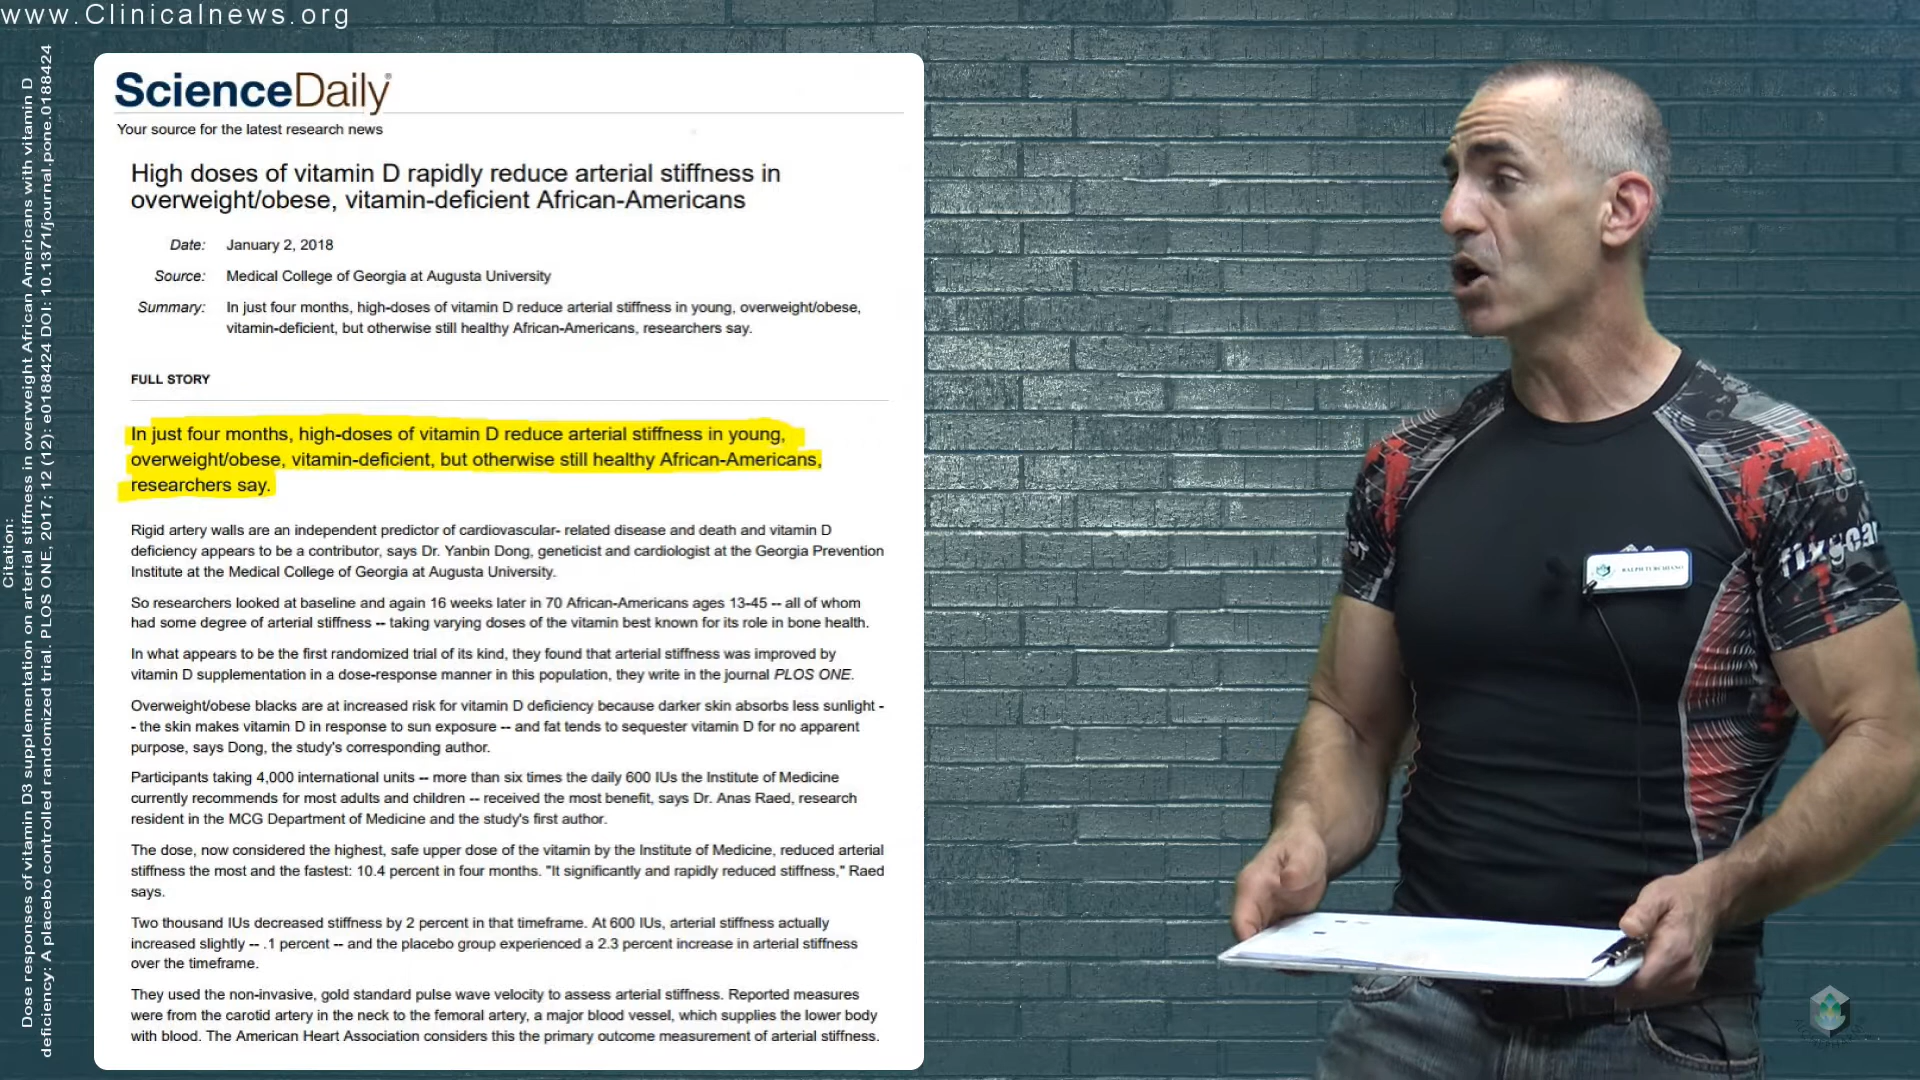 www.Clinicalnews.org
Citation:
Dose responses of vitamin D3 supplementation on arterial stiffness in overweight African Americans with vitamin D
deficiency: A placebo controlled randomized trial. PLOS ONE, 2017; 12 (12): e0188424 DOI: 10.1371/journal.pone.0188424
ScienceDaily®
Your source for the latest research news
High doses of vitamin D rapidly reduce arterial stiffness in
overweight/obese, vitamin-deficient African-Americans
Date: January 2, 2018
Source: Medical College of Georgia at Augusta University
Summary: In just four months, high-doses of vitamin D reduce arterial stiffness in young, overweight/obese,
vitamin-deficient, but otherwise still healthy African-Americans, researchers say.
FULL STORY
In just four months, high-doses of vitamin D reduce arterial stiffness in young,
overweight/obese, vitamin-deficient, but otherwise still healthy African-Americans,
researchers say.
Rigid artery walls are an independent predictor of cardiovascular- related disease and death and vitamin D
deficiency appears to be a contributor, says Dr. Yanbin Dong, geneticist and cardiologist at the Georgia Prevention
Institute at the Medical College of Georgia at Augusta University.
So researchers looked at baseline and again 16 weeks later in 70 African-Americans ages 13-45 -- all of whom
had some degree of arterial stiffness -- taking varying doses of the vitamin best known for its role in bone health.
In what appears to be the first randomized trial of its kind, they found that arterial stiffness was improved by
vitamin D supplementation in a dose-response manner in this population, they write in the journal PLOS ONE.
Overweight/obese blacks are at increased risk for vitamin D deficiency because darker skin absorbs less sunlight -
- the skin makes vitamin D in response to sun exposure -- and fat tends to sequester vitamin D for no apparent
purpose, says Dong, the study's corresponding author.
Participants taking 4,000 international units -- more than six times the daily 600 IUs the Institute of Medicine
currently recommends for most adults and children -- received the most benefit, says Dr. Anas Raed, research
resident in the MCG Department of Medicine and the study's first author.
The dose, now considered the highest, safe upper dose of the vitamin by the Institute of Medicine, reduced arterial
stiffness the most and the fastest: 10.4 percent in four months. "It significantly and rapidly reduced stiffness," Raed
says.
Two thousand IUs decreased stiffness by 2 percent in that timeframe. At 600 IUs, arterial stiffness actually
increased slightly -- .1 percent -- and the placebo group experienced a 2.3 percent increase in arterial stiffness
over the timeframe.
They used the non-invasive, gold standard pulse wave velocity to assess arterial stiffness. Reported measures
were from the carotid artery in the neck to the femoral artery, a major blood vessel, which supplies the lower body
with blood. The American Heart Association considers this the primary outcome measurement of arterial stiffness.
RALPH TURCHIANO
fixgear